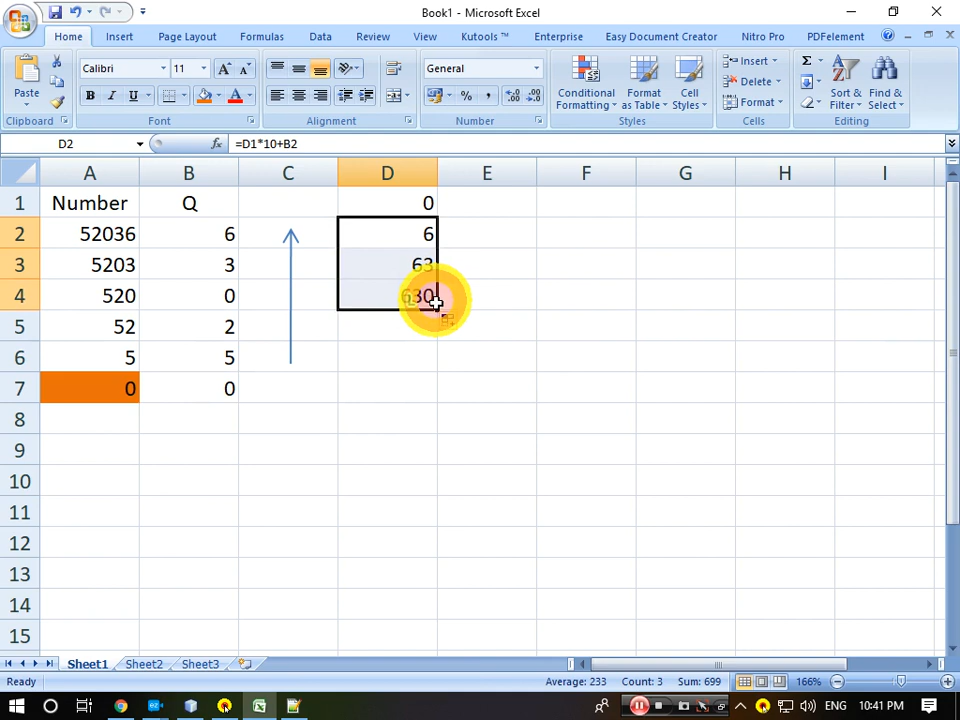 Book1 - Microsoft Excel
Home Insert Page Layout Formulas Data Review View Kutools ™ Enterprise Easy Document Creator Nitro Pro PDFelement
Paste
Calibri 11
General
Conditional Formatting
Format as Table
Cell Styles
Insert
Delete
Format
Sort & Filter
Find & Select
Clipboard Font Alignment Number Styles Cells Editing
D2 fx =D1*10+B2
A B C D E F G H I
1 Number Q 0
2 52036 6 6
3 5203 3 63
4 520 0 630
5 52 2
6 5 5
7 0 0
8
9
10
11
12
13
14
15
Sheet1 Sheet2 Sheet3
Ready Average: 233 Count: 3 Sum: 699 166%
ENG 10:41 PM